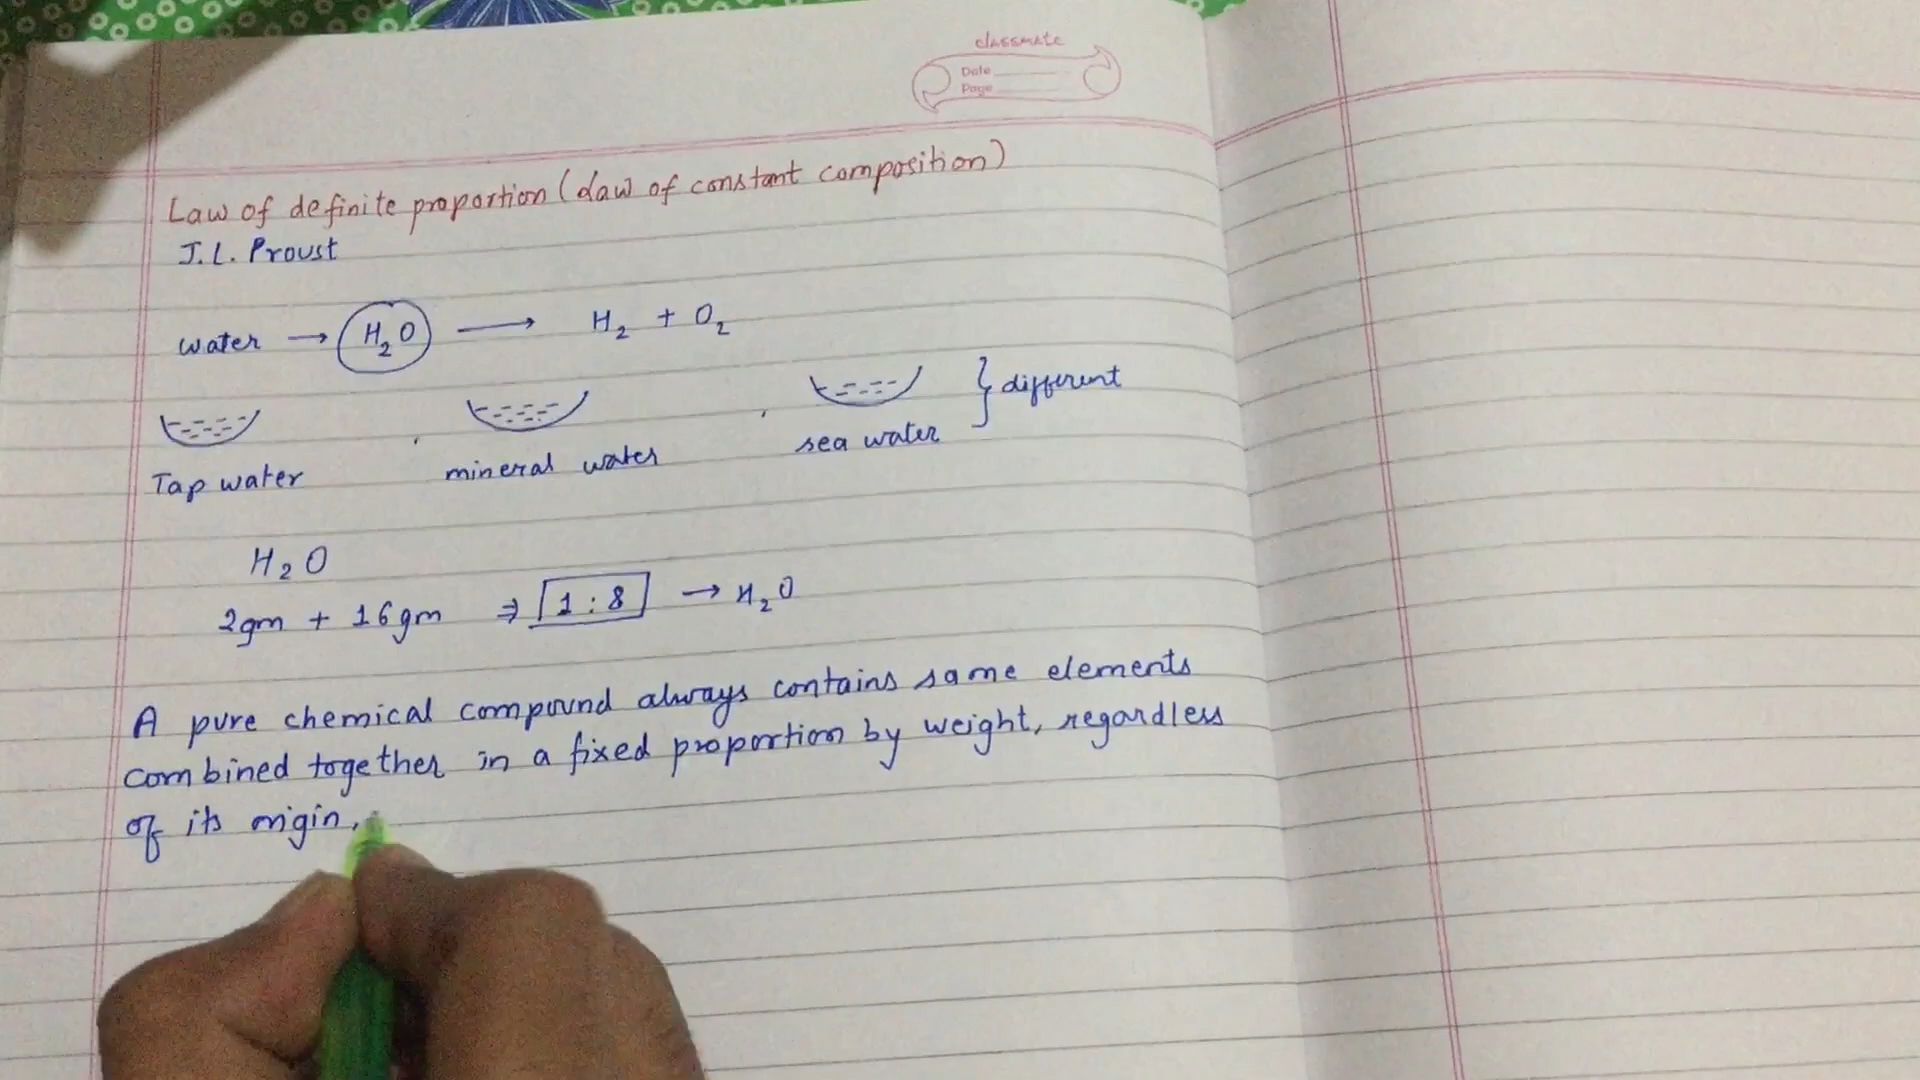 classmate
Date
Page
Law of definite proportion (Law of constant composition)
J.L. Proust
water → H₂O → H₂ + O₂
} different
Tap water , mineral water , sea water
H₂O
2gm + 16gm ⇒ 1 : 8 → H₂O
A pure chemical compound always contains same elements
combined together in a fixed proportion by weight, regardless
of its origin.